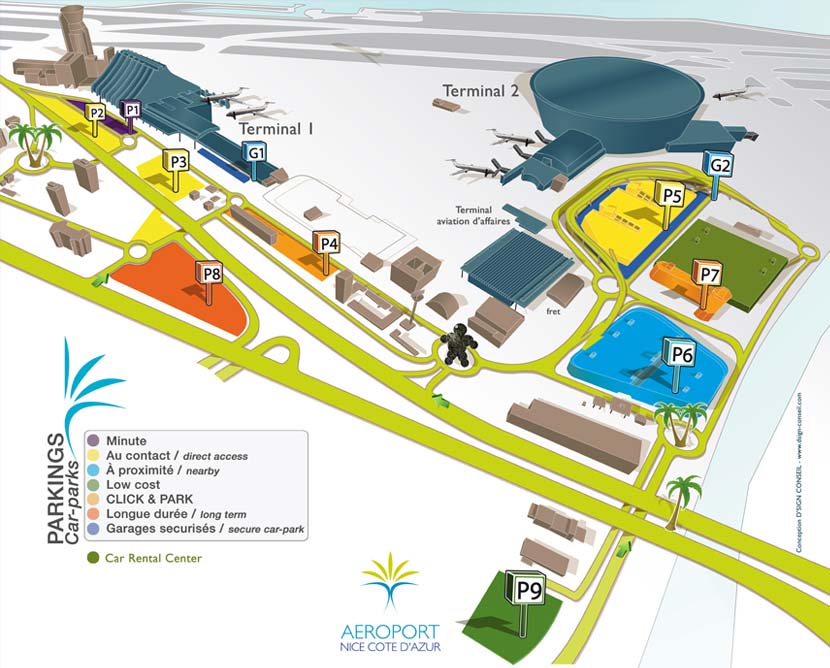 Terminal 2
P2
P1
Terminal 1
G1
P3
G2
P5
Terminal
aviation d'affaires
P4
P8
P7
fret
P6
PARKINGS
Car-parks
Minute
Au contact / direct access
À proximité / nearby
Low cost
CLICK & PARK
Longue durée / long term
Garages securisés / secure car-park
Car Rental Center
P9
AEROPORT
NICE COTE D'AZUR
Conception D'SIGN CONSEIL - www.dsign-conseil.com